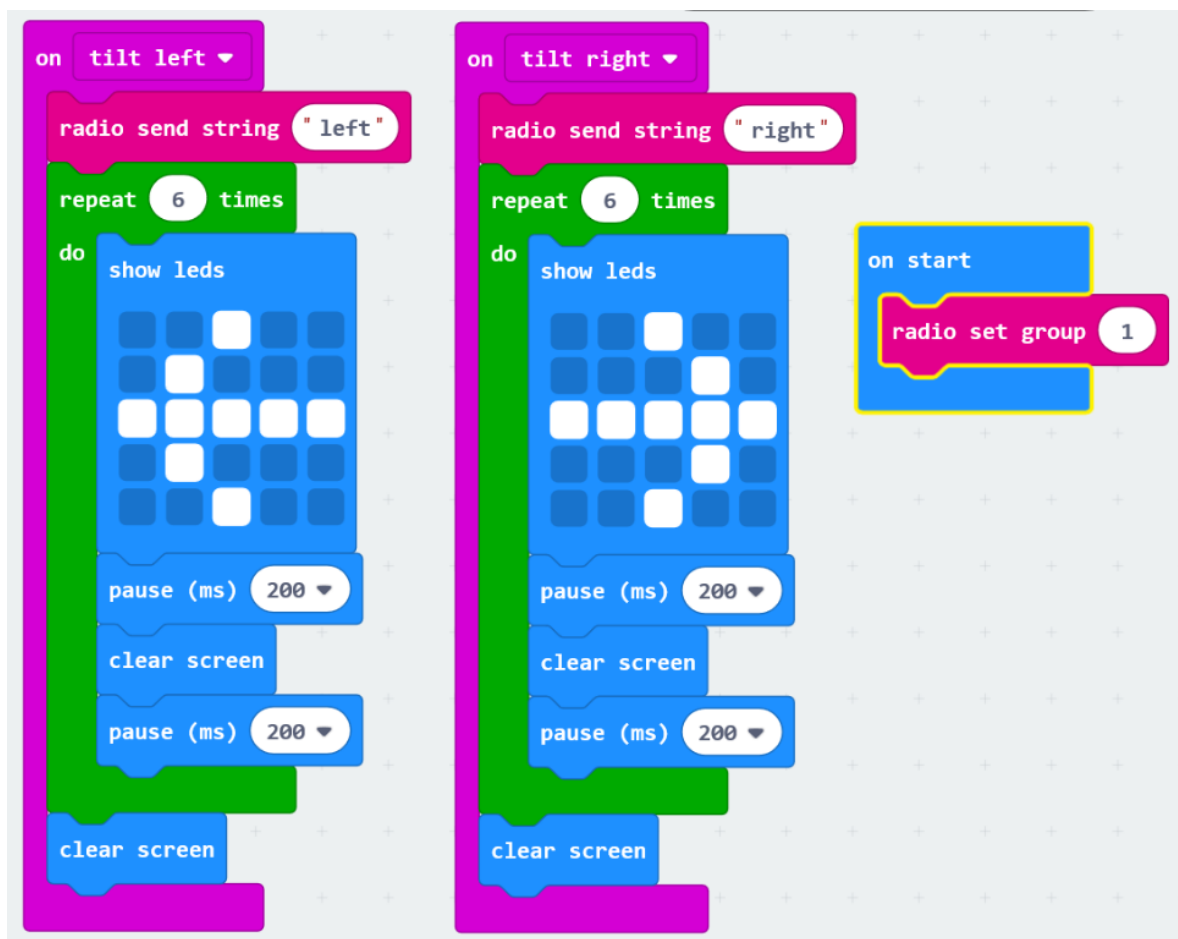 on tilt left
radio send string "left"
repeat 6 times
do
show leds
pause (ms) 200
clear screen
pause (ms) 200
clear screen
on tilt right
radio send string "right"
repeat 6 times
do
show leds
pause (ms) 200
clear screen
pause (ms) 200
clear screen
on start
radio set group 1